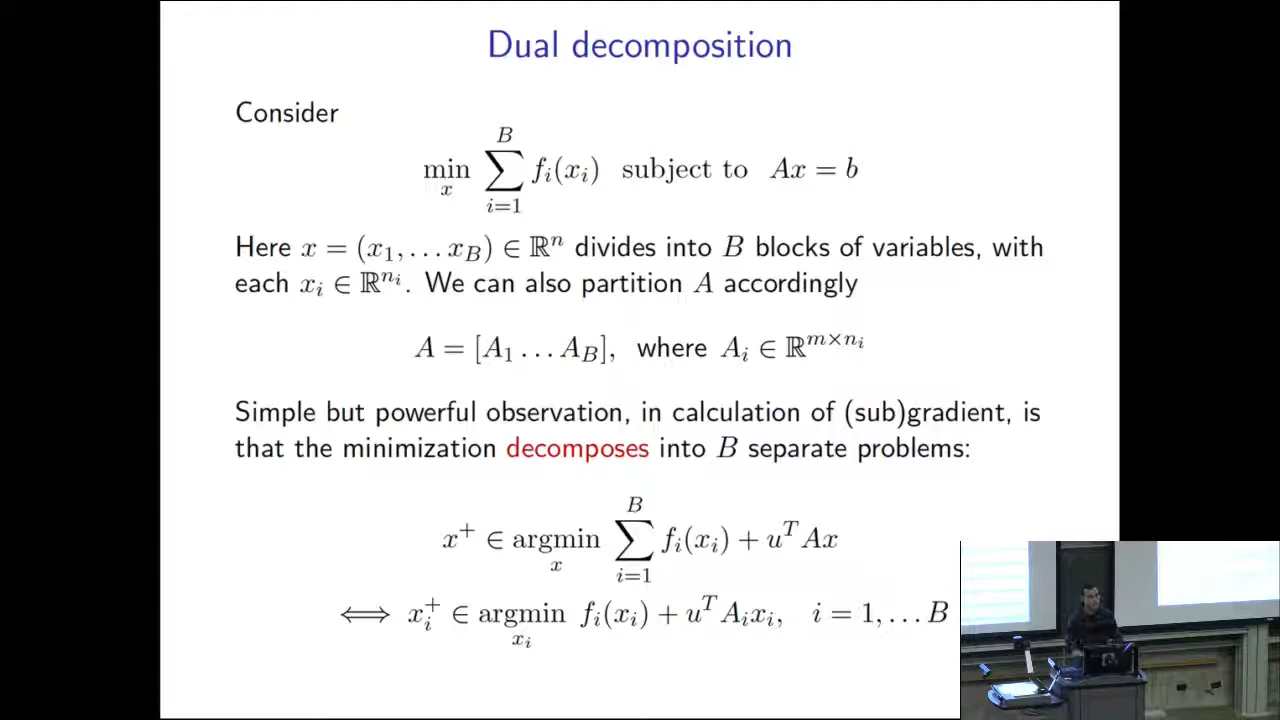 Dual decomposition
Consider
min_x ∑_{i=1}^{B} f_i(x_i) subject to Ax = b
Here x = (x_1, … x_B) ∈ ℝ^n divides into B blocks of variables, with
each x_i ∈ ℝ^{n_i}. We can also partition A accordingly
A = [A_1 … A_B], where A_i ∈ ℝ^{m×n_i}
Simple but powerful observation, in calculation of (sub)gradient, is
that the minimization decomposes into B separate problems:
x^+ ∈ argmin_x ∑_{i=1}^{B} f_i(x_i) + u^T Ax
⟺ x_i^+ ∈ argmin_{x_i} f_i(x_i) + u^T A_i x_i, i = 1, … B